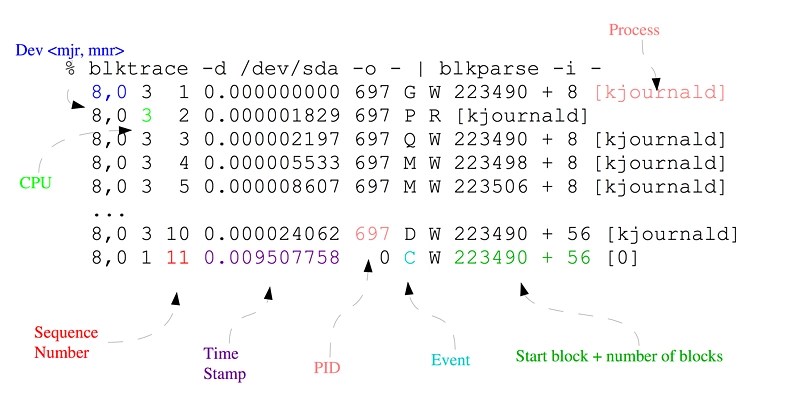 Process
Dev <mjr, mnr>
% blktrace -d /dev/sda -o - | blkparse -i -
8,0 3 1 0.000000000 697 G W 223490 + 8 [kjournald]
8,0 3 2 0.000001829 697 P R [kjournald]
8,0 3 3 0.000002197 697 Q W 223490 + 8 [kjournald]
8,0 3 4 0.000005533 697 M W 223498 + 8 [kjournald]
8,0 3 5 0.000008607 697 M W 223506 + 8 [kjournald]
...
8,0 3 10 0.000024062 697 D W 223490 + 56 [kjournald]
8,0 1 11 0.009507758 0 C W 223490 + 56 [0]
CPU
Sequence
Number
Time
Stamp
PID
Event
Start block + number of blocks